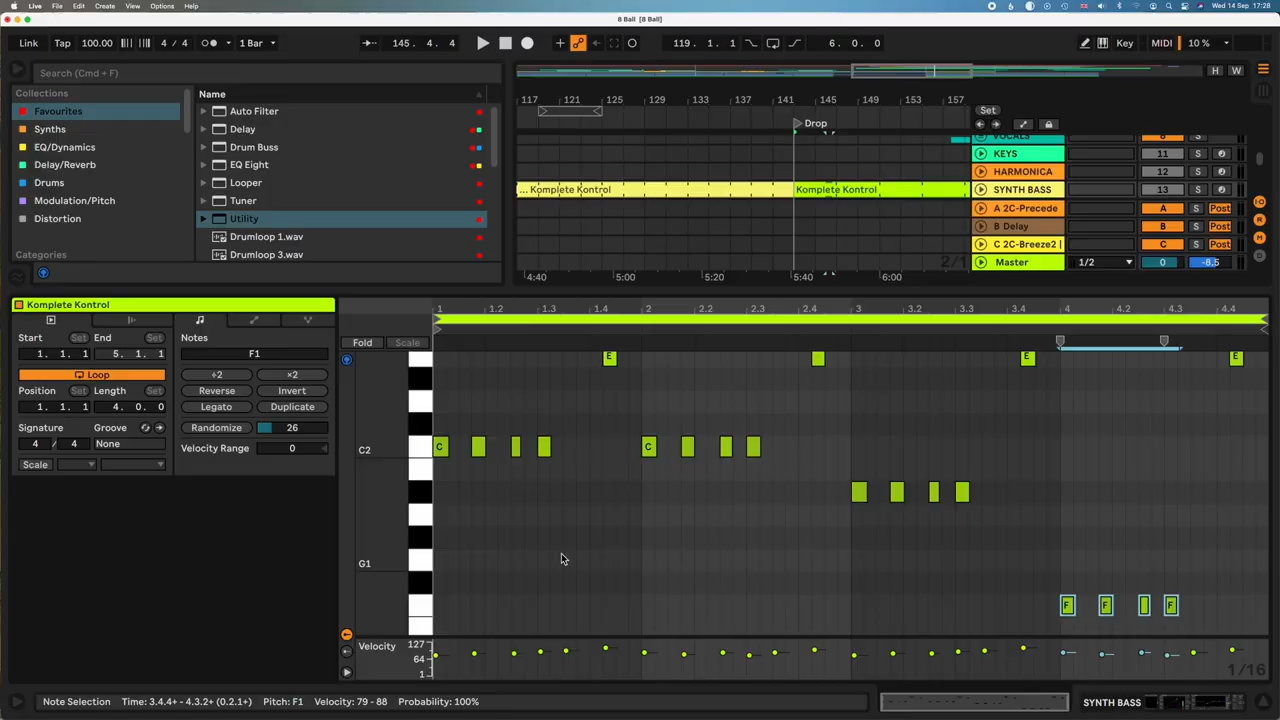 Live File Edit Create View Options Help Wed 14 Sep 17:28
8 Ball [8 Ball]
Link Tap 100.00 4 / 4 1 Bar 145. 4. 4 119. 1. 1 6. 0. 0 Key MIDI 10 %
Search (Cmd + F)
H W
Collections Name
Favourites Auto Filter
Synths Delay
EQ/Dynamics Drum Buss
Delay/Reverb EQ Eight
Drums Looper
Modulation/Pitch Tuner
Distortion Utility
Drumloop 1.wav
Categories Drumloop 3.wav
117 121 125 129 133 137 141 145 149 153 157
Set
Drop
VOCALS 8 S
KEYS 11 S
HARMONICA 12 S
... Komplete Kontrol Komplete Kontrol SYNTH BASS 13 S
A 2C-Precede A S Post
B Delay B S Post
C 2C-Breeze2 | C S Post
2/1 Master 1/2 0 -8.5
4:40 5:00 5:20 5:40 6:00
Komplete Kontrol
Start Set End Set
1. 1. 1 5. 1. 1
Loop
Position Set Length Set
1. 1. 1 4. 0. 0
Signature Groove
4 / 4 None
Scale
Notes
F1
÷2 ×2
Reverse Invert
Legato Duplicate
Randomize 26
Velocity Range 0
1 1.2 1.3 1.4 2 2.2 2.3 2.4 3 3.2 3.3 3.4 4 4.2 4.3 4.4
Fold Scale
E E E
C2 C C
G1
F F F
Velocity 127
64
1 1/16
Note Selection Time: 3.4.4+ - 4.3.2+ (0.2.1+) Pitch: F1 Velocity: 79 - 88 Probability: 100% SYNTH BASS